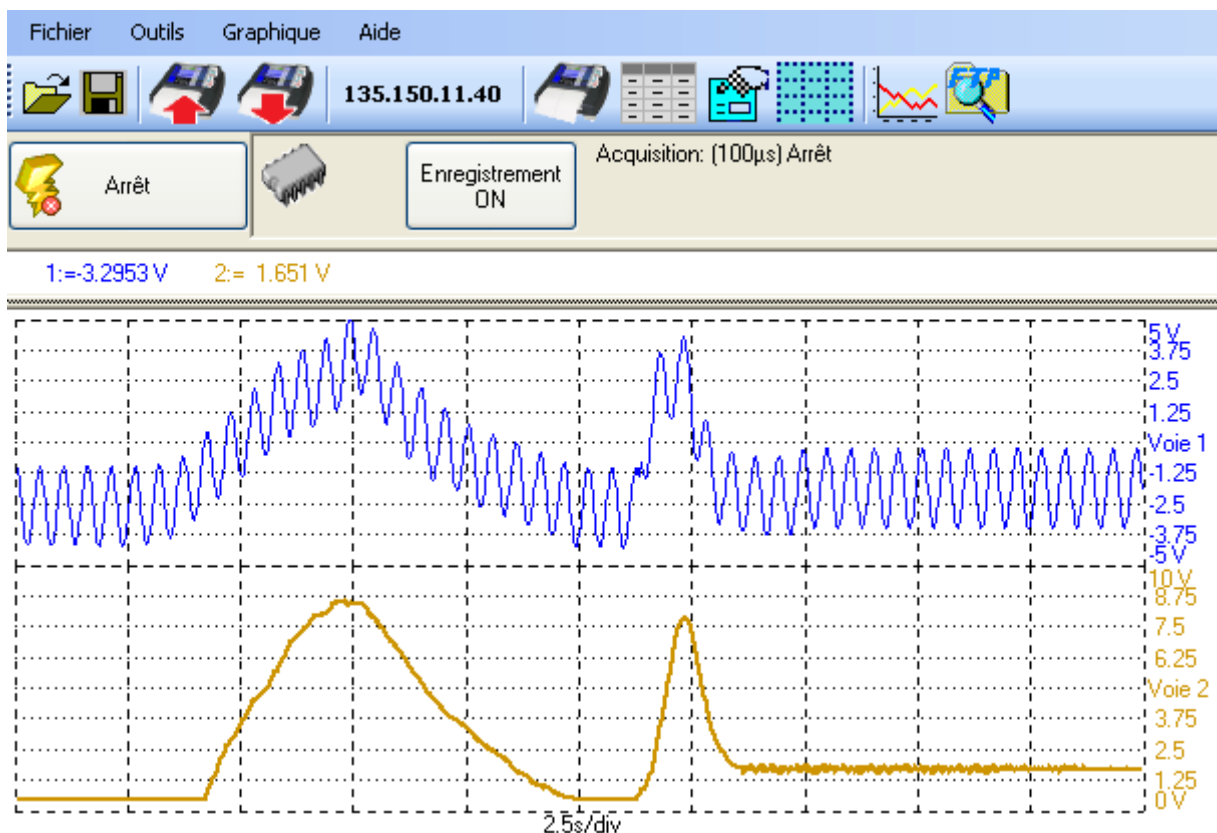 Fichier Outils Graphique Aide
135.150.11.40
FTP
Arrêt
Enregistrement
ON
Acquisition: (100µs) Arrêt
1:=-3.2953 V 2:= 1.651 V
5 V
3.75
2.5
1.25
Voie 1
-1.25
-2.5
-3.75
-5 V
10 V
8.75
7.5
6.25
Voie 2
3.75
2.5
1.25
0 V
2.5s/div